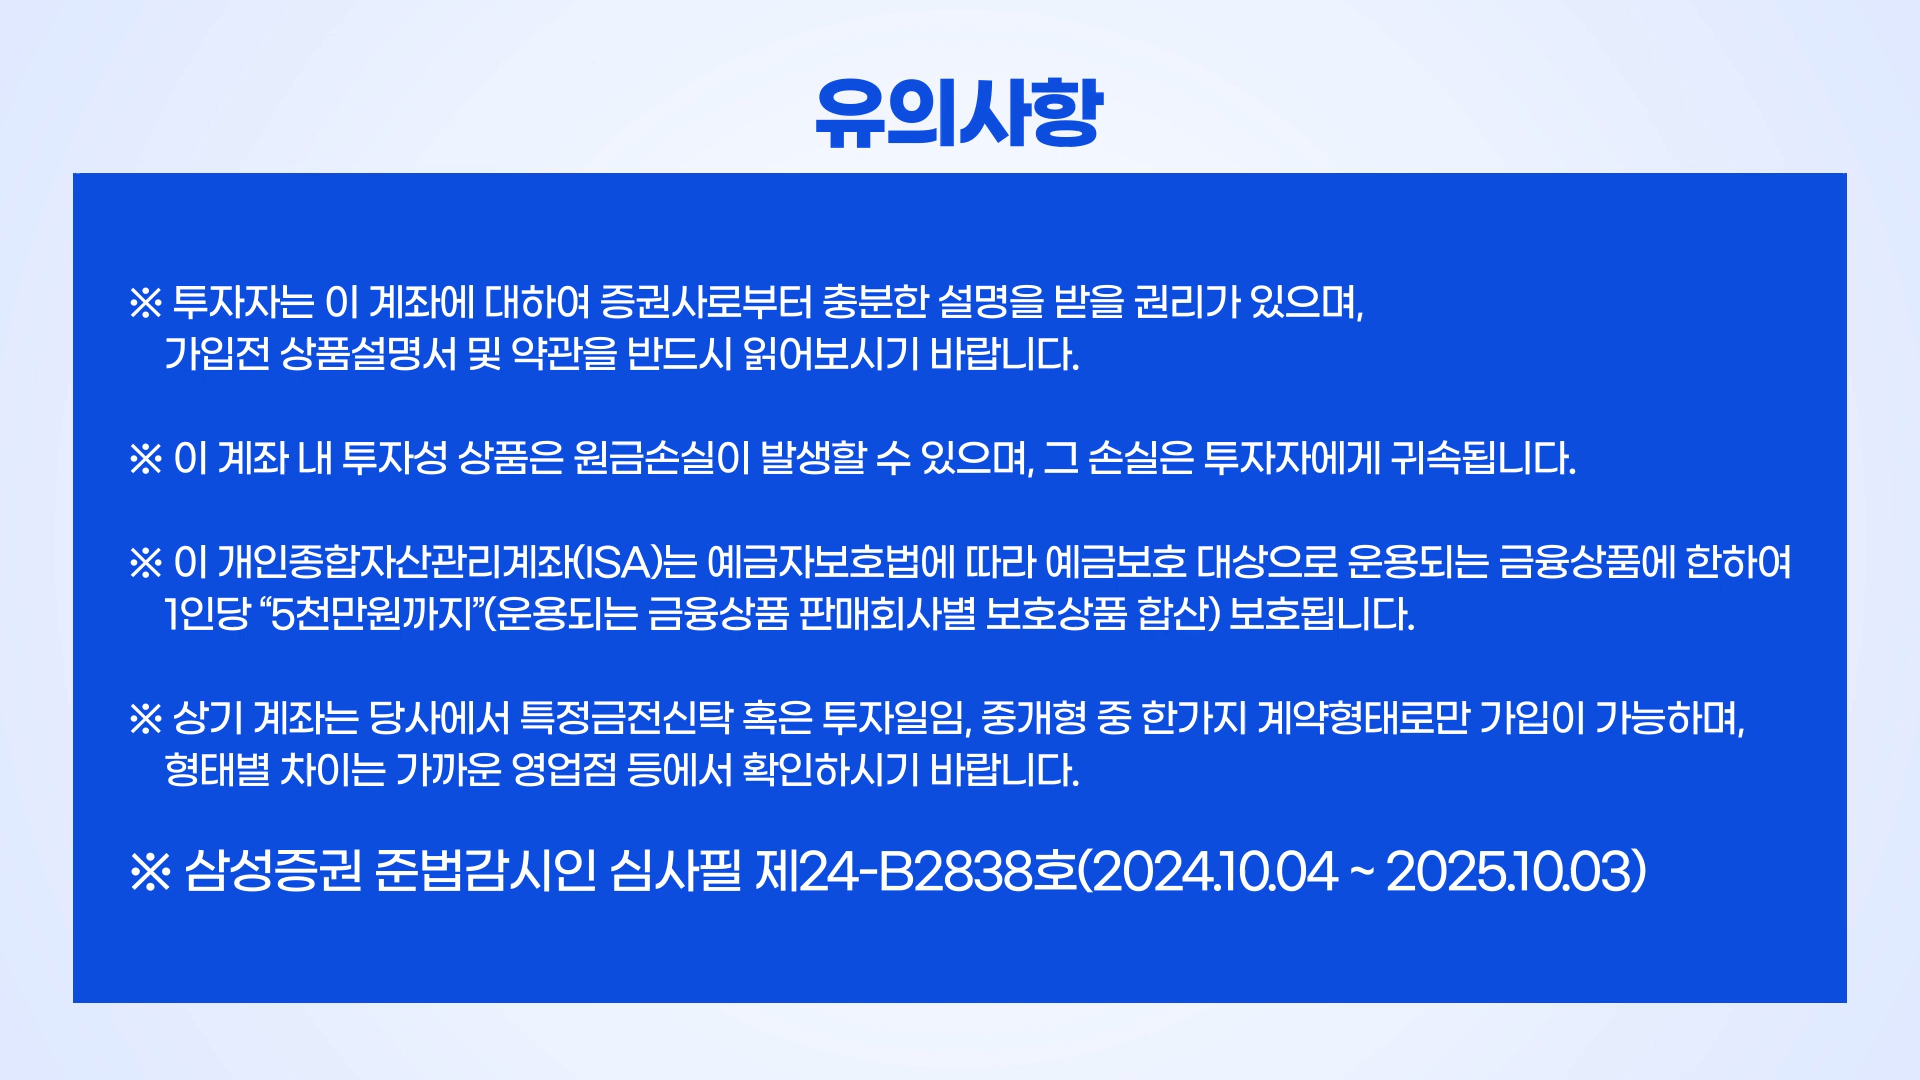 유의사항
※ 투자자는 이 계좌에 대하여 증권사로부터 충분한 설명을 받을 권리가 있으며,
가입전 상품설명서 및 약관을 반드시 읽어보시기 바랍니다.
※ 이 계좌 내 투자성 상품은 원금손실이 발생할 수 있으며, 그 손실은 투자자에게 귀속됩니다.
※ 이 개인종합자산관리계좌(ISA)는 예금자보호법에 따라 예금보호 대상으로 운용되는 금융상품에 한하여
1인당 “5천만원까지”(운용되는 금융상품 판매회사별 보호상품 합산) 보호됩니다.
※ 상기 계좌는 당사에서 특정금전신탁 혹은 투자일임, 중개형 중 한가지 계약형태로만 가입이 가능하며,
형태별 차이는 가까운 영업점 등에서 확인하시기 바랍니다.
※ 삼성증권 준법감시인 심사필 제24-B2838호(2024.10.04 ~ 2025.10.03)